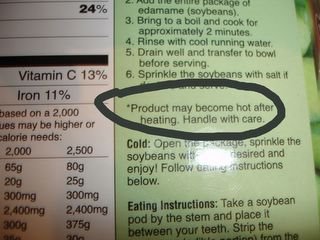 24%
Vitamin C 13%
Iron 11%
based on a 2,000
ues may be higher or
calorie needs:
2,000 2,500
65g 80g
20g 25g
300mg 300mg
2,400mg 2,400mg
300g 375g
2. Add the entire package of
edamame (soybeans).
3. Bring to a boil and cook for
approximately 2 minutes.
4. Rinse with cool running water.
5. Drain well and transfer to bowl
before serving.
6. Sprinkle the soybeans with salt if
*Product may become hot after
heating. Handle with care.
Cold: Open the package, sprinkle the
soybeans with desired and
enjoy! Follow eating instructions
below.
Eating Instructions: Take a soybean
pod by the stem and place it
between your teeth. Strip the